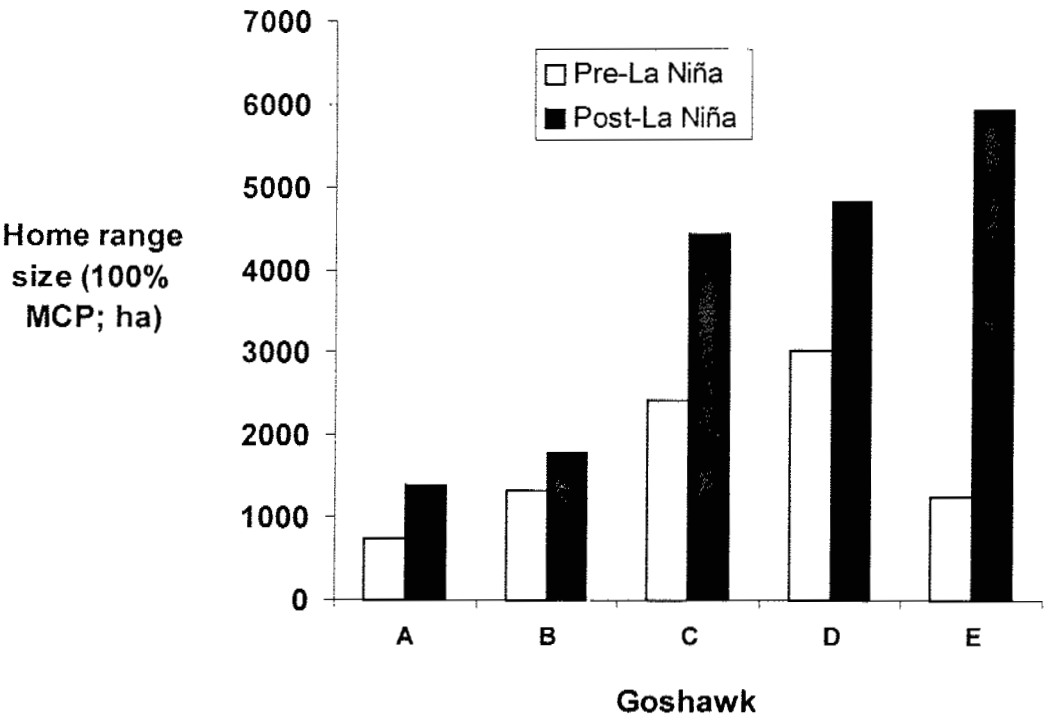 7000
6000
5000
4000
3000
2000
1000
0
Home range
size (100%
MCP; ha)
Pre-La Niña
Post-La Niña
A B C D E
Goshawk